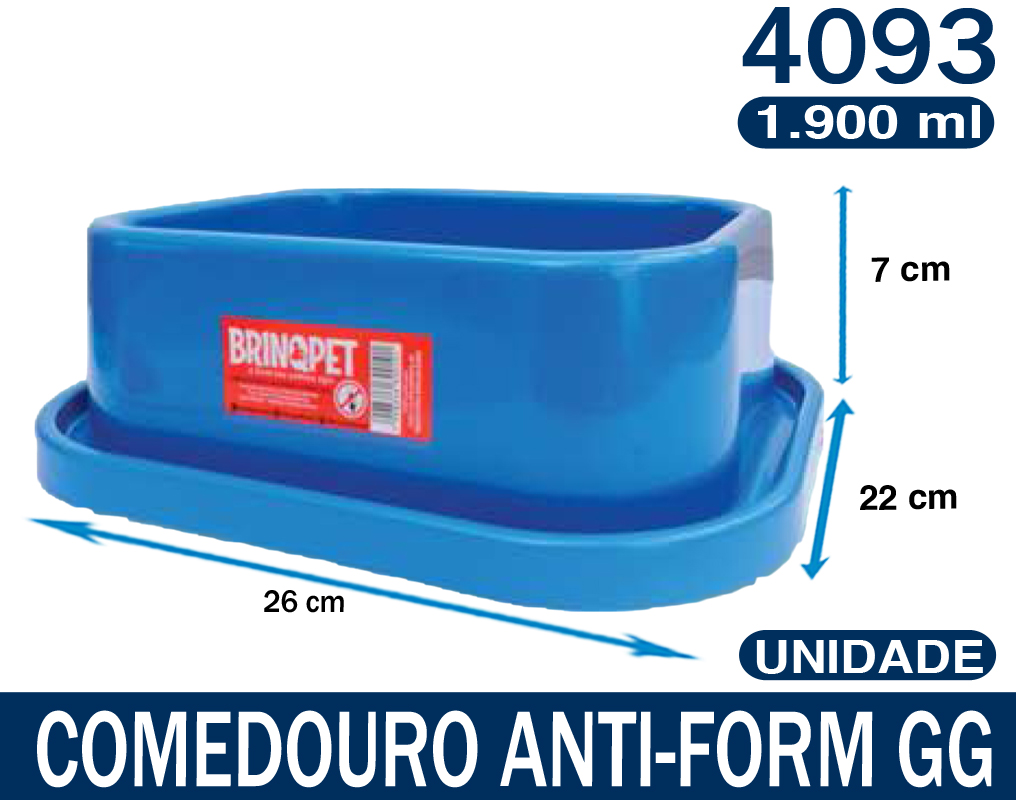 4093
1.900 ml
7 cm
BRINQPET
22 cm
26 cm
UNIDADE
COMEDOURO ANTI-FORM GG